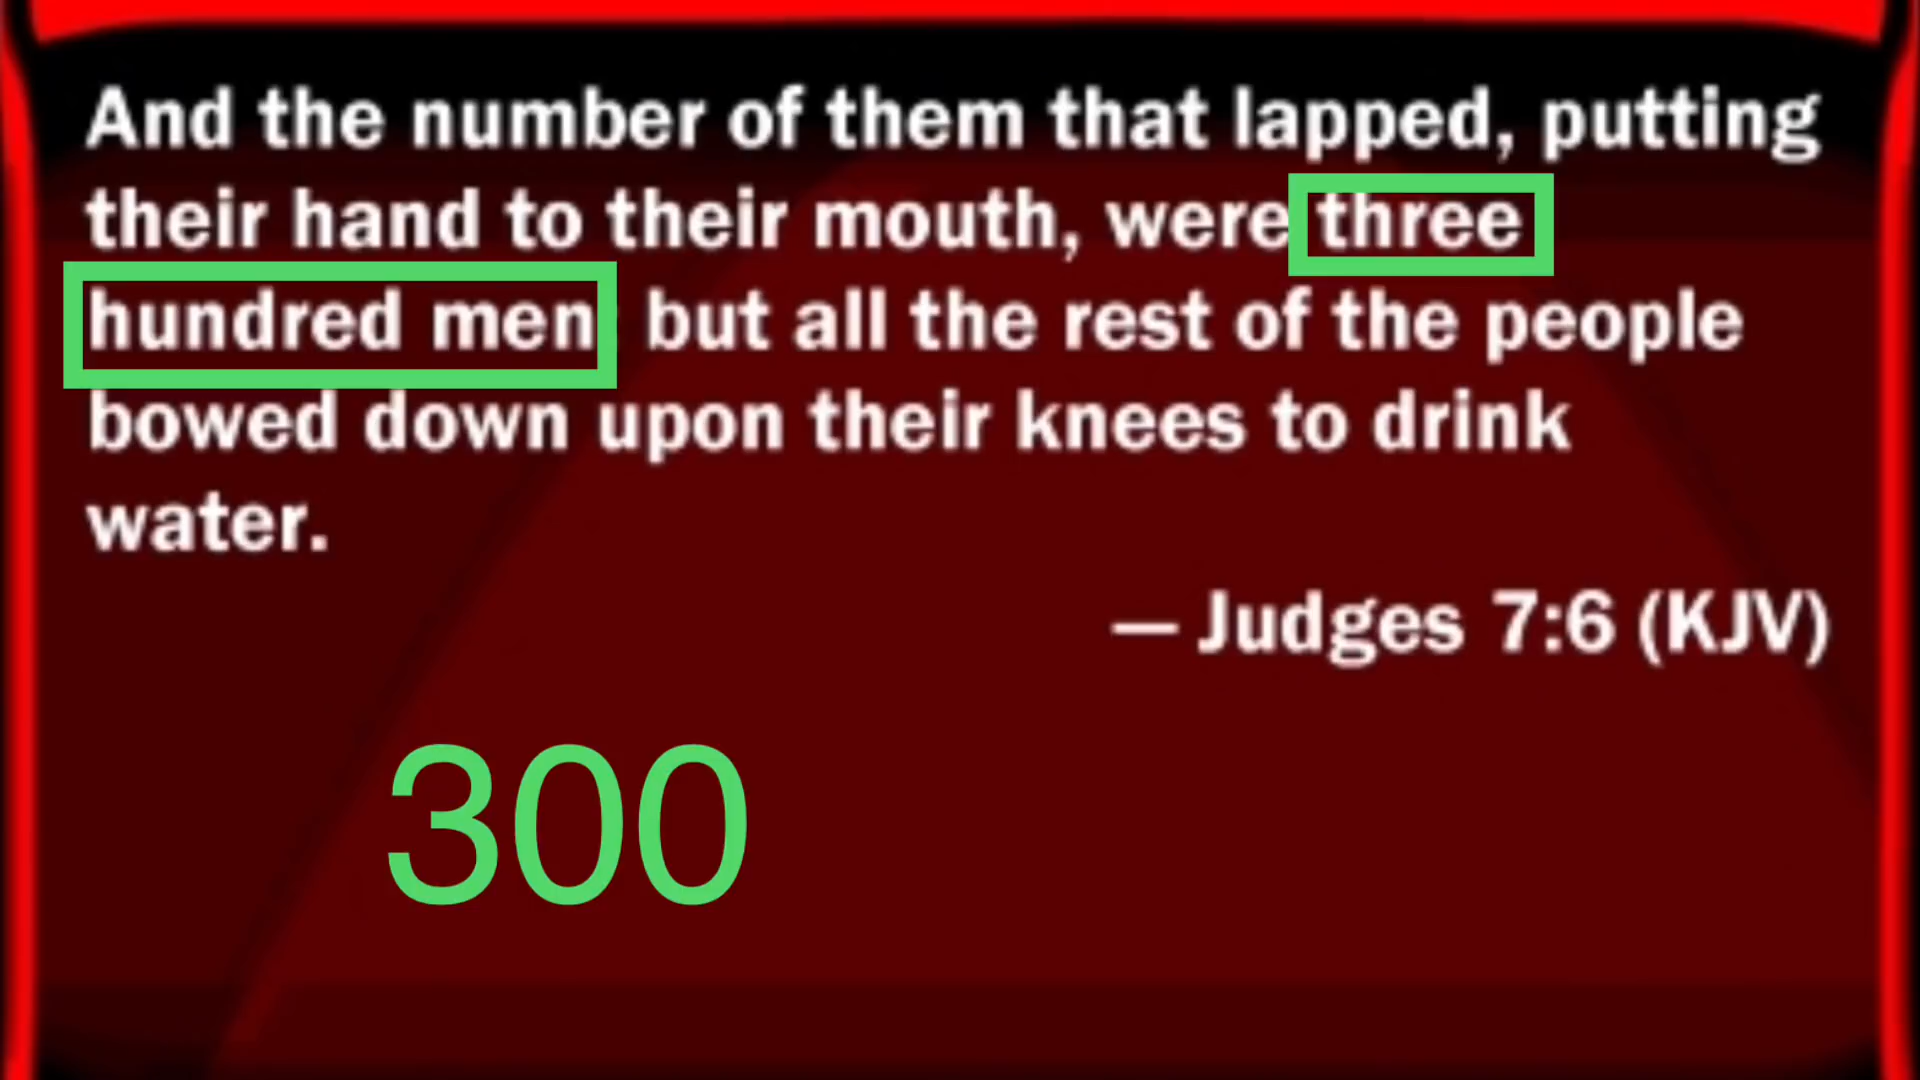 And the number of them that lapped, putting
their hand to their mouth, were three
hundred men but all the rest of the people
bowed down upon their knees to drink
water.
— Judges 7:6 (KJV)
300